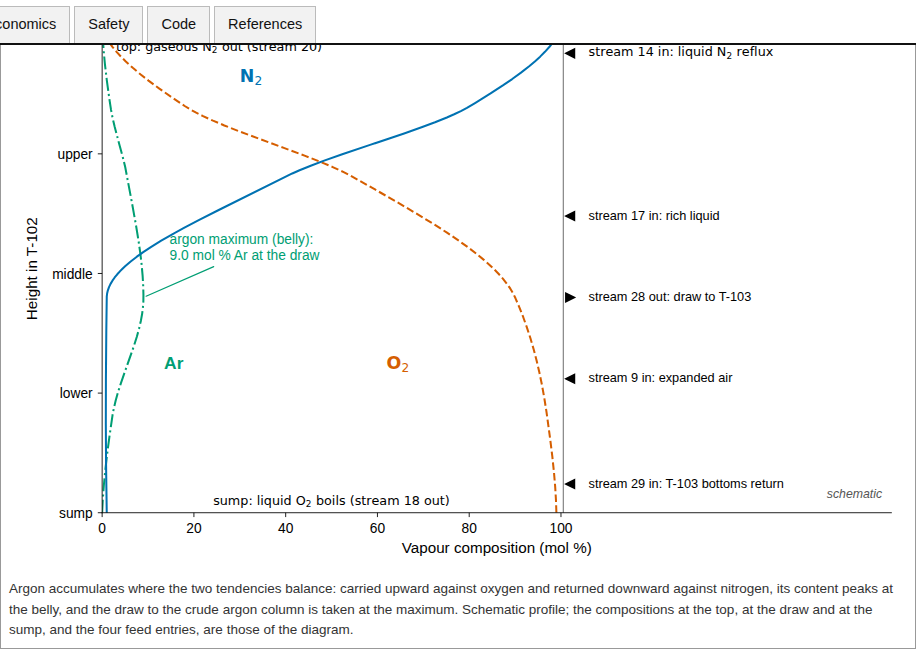 Safety
Code
References
top: gaseous N₂ out (stream 20)
stream 14 in: liquid N₂ reflux
N₂
upper
stream 17 in: rich liquid
argon maximum (belly):
9.0 mol % Ar at the draw
Height in T-102
middle
stream 28 out: draw to T-103
Ar
O₂
stream 9 in: expanded air
lower
stream 29 in: T-103 bottoms return
schematic
sump: liquid O₂ boils (stream 18 out)
sump
0 20 40 60 80 100
Vapour composition (mol %)
Argon accumulates where the two tendencies balance: carried upward against oxygen and returned downward against nitrogen, its content peaks at
the belly, and the draw to the crude argon column is taken at the maximum. Schematic profile; the compositions at the top, at the draw and at the
sump, and the four feed entries, are those of the diagram.